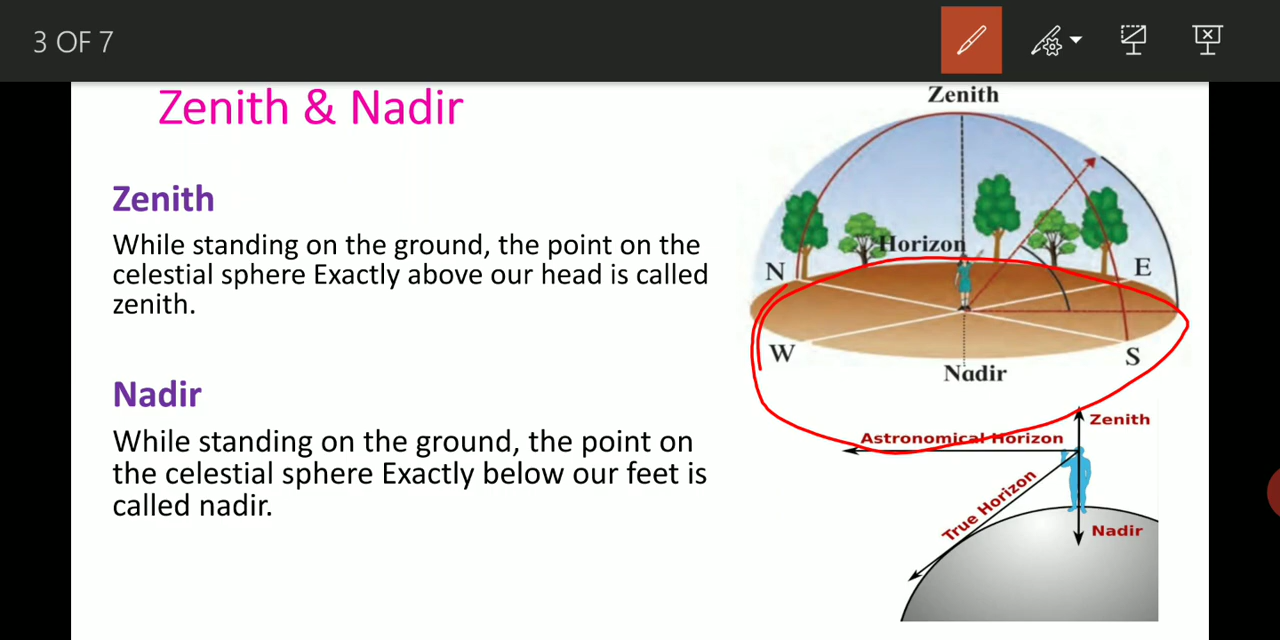 3 OF 7
Zenith & Nadir
Zenith
While standing on the ground, the point on the
celestial sphere Exactly above our head is called
zenith.
Nadir
While standing on the ground, the point on
the celestial sphere Exactly below our feet is
called nadir.
Zenith
Horizon
N
E
W
S
Nadir
Zenith
Astronomical Horizon
True Horizon
Nadir